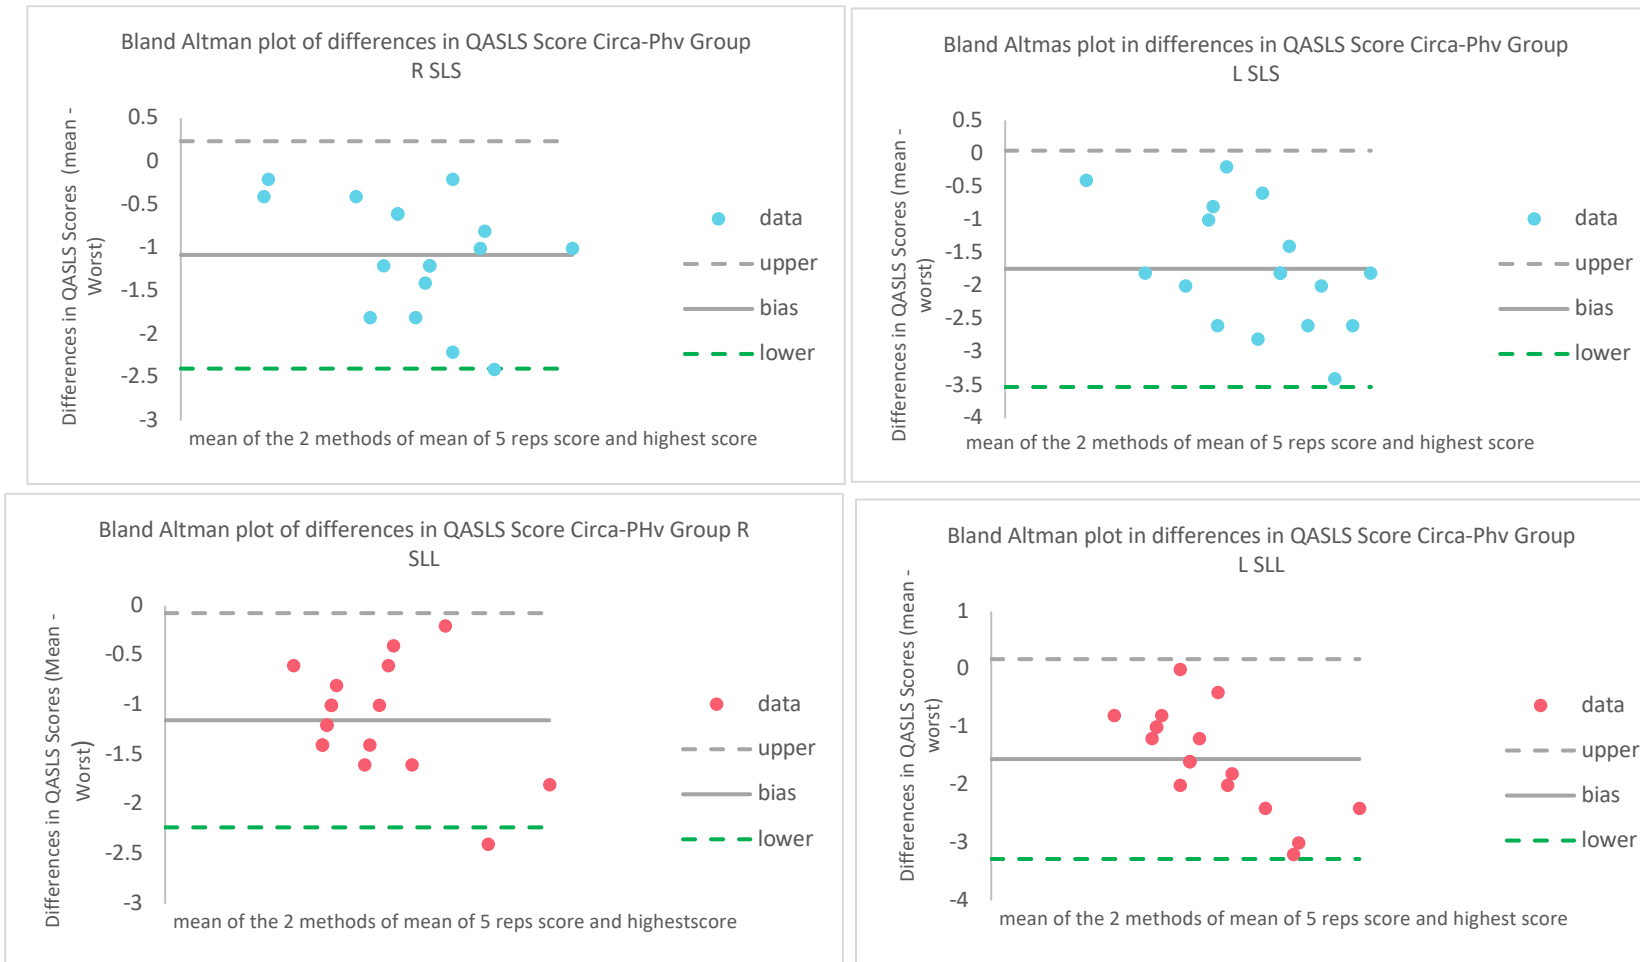 Bland Altman plot of differences in QASLS Score Circa-Phv Group
R SLS
Differences in QASLS Scores (mean -
Worst)
0.5
0
-0.5
-1
-1.5
-2
-2.5
-3
data
upper
bias
lower
mean of the 2 methods of mean of 5 reps score and highest score
Bland Altmas plot in differences in QASLS Score Circa-Phv Group
L SLS
Differences in QASLS Scores (mean -
worst)
0.5
0
-0.5
-1
-1.5
-2
-2.5
-3
-3.5
-4
data
upper
bias
lower
mean of the 2 methods of mean of 5 reps score and highest score
Bland Altman plot of differences in QASLS Score Circa-PHv Group R
SLL
Differences in QASLS Scores (Mean -
Worst)
0
-0.5
-1
-1.5
-2
-2.5
-3
data
upper
bias
lower
mean of the 2 methods of mean of 5 reps score and highestscore
Bland Altman plot in differences in QASLS Score Circa-Phv Group
L SLL
Differences in QASLS Scores (mean -
worst)
1
0
-1
-2
-3
-4
data
upper
bias
lower
mean of the 2 methods of mean of 5 reps score and highest score